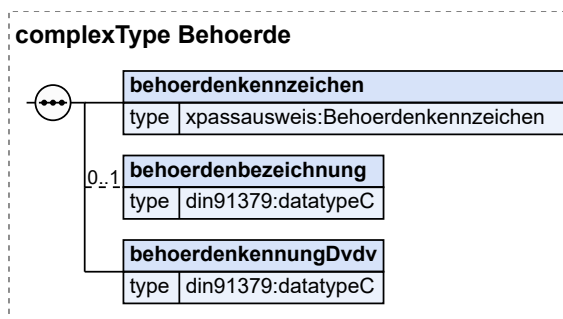 complexType Behoerde
behoerdenkennzeichen
type xpassausweis:Behoerdenkennzeichen
0..1
behoerdenbezeichnung
type din91379:datatypeC
behoerdenkennungDvdv
type din91379:datatypeC